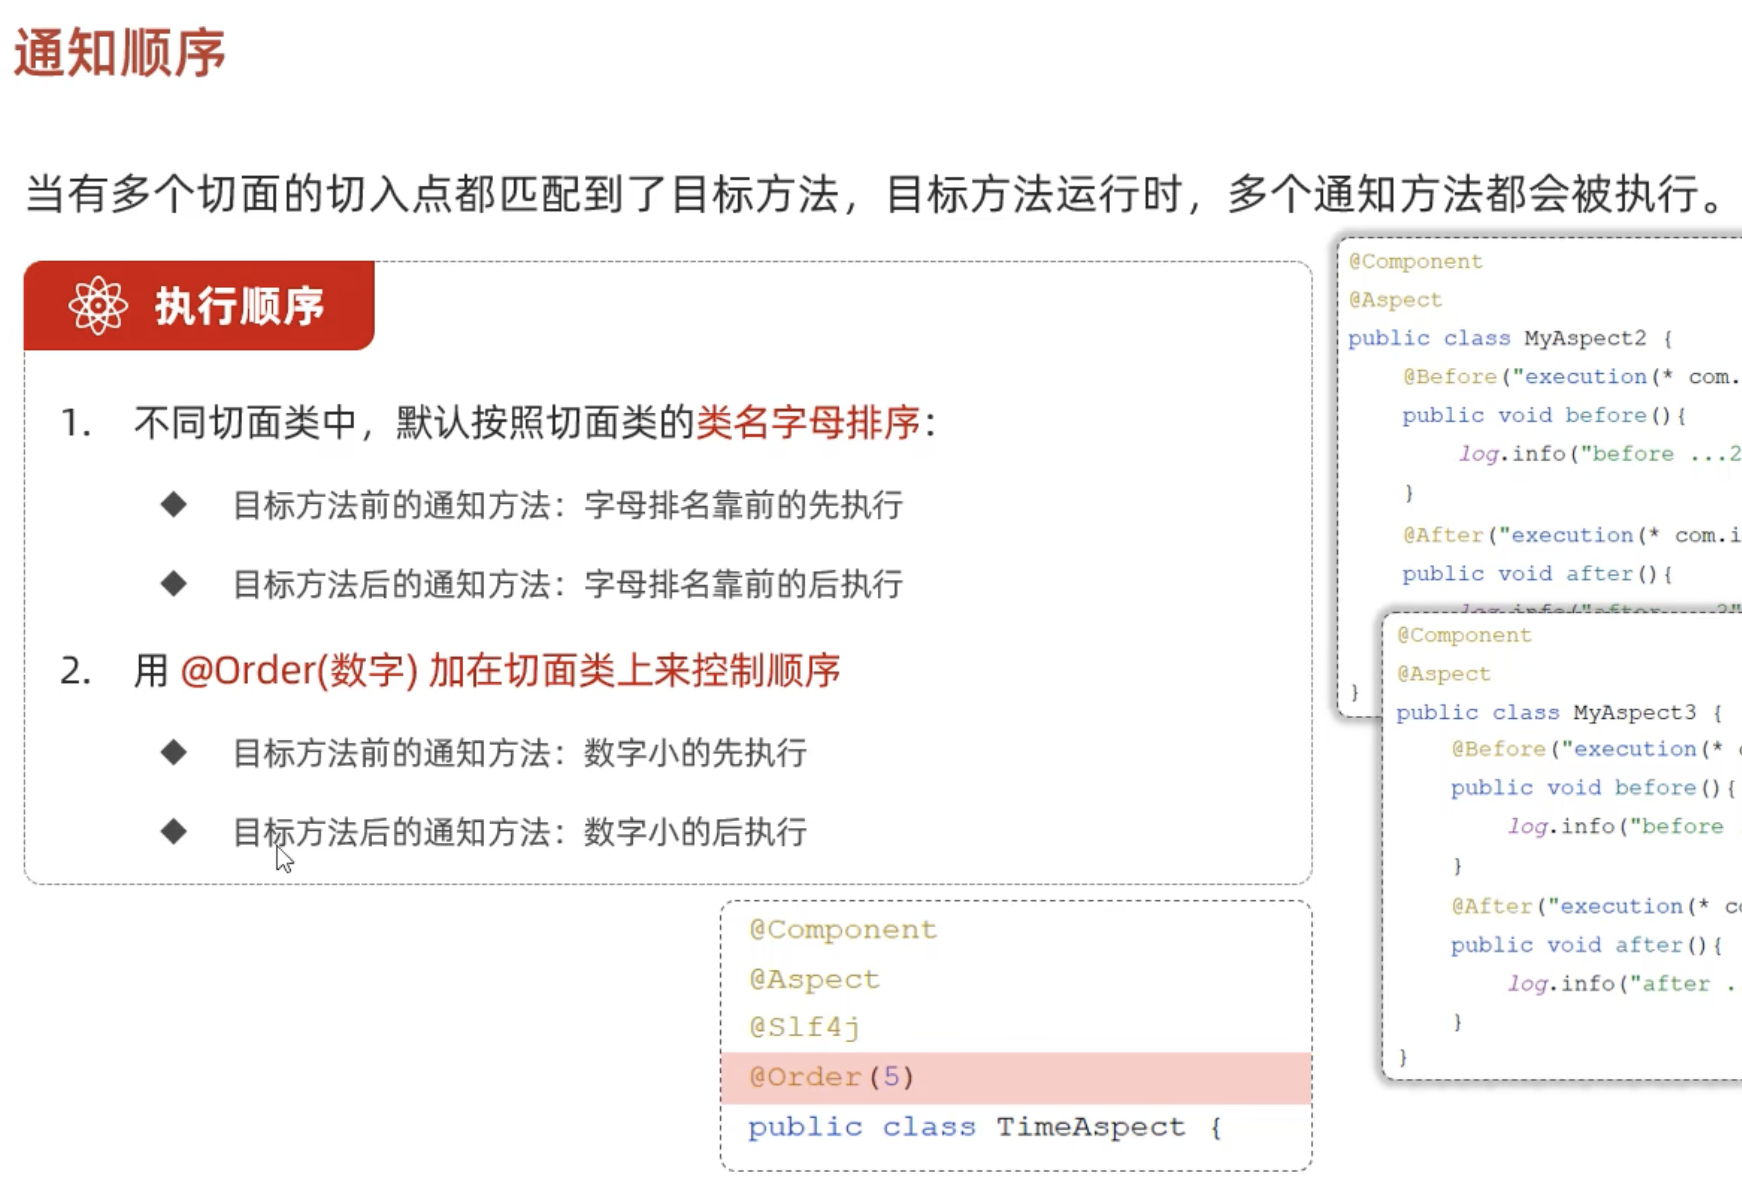 通知顺序
当有多个切面的切入点都匹配到了目标方法，目标方法运行时，多个通知方法都会被执行。
执行顺序
1. 不同切面类中，默认按照切面类的类名字母排序：
◆ 目标方法前的通知方法：字母排名靠前的先执行
◆ 目标方法后的通知方法：字母排名靠前的后执行
2. 用 @Order(数字) 加在切面类上来控制顺序
◆ 目标方法前的通知方法：数字小的先执行
◆ 目标方法后的通知方法：数字小的后执行
@Component
@Aspect
@Slf4j
@Order(5)
public class TimeAspect {
@Component
@Aspect
public class MyAspect2 {
@Before("execution(* com.
public void before(){
log.info("before ...2
}
@After("execution(* com.i
public void after(){
log.info("after ...2"
}
@Component
@Aspect
public class MyAspect3 {
@Before("execution(*
public void before(){
log.info("before
}
@After("execution(* co
public void after(){
log.info("after .
}
}